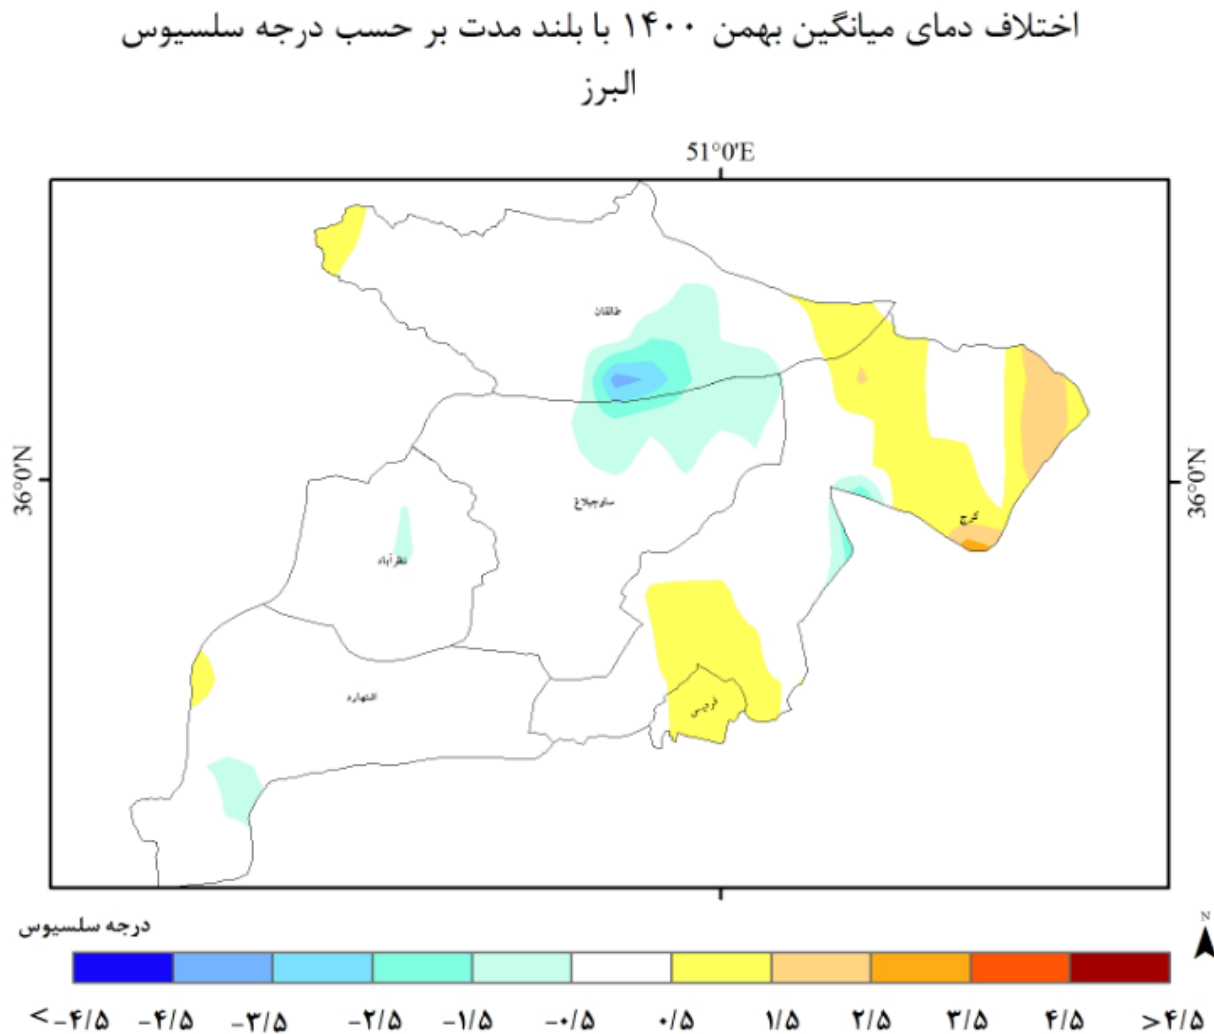 اختلاف دمای میانگین بهمن ۱۴۰۰ با بلند مدت بر حسب درجه سلسیوس
البرز
51°0'E
طالقان
36°0'N
36°0'N
ساوجبلاغ
کرج
نظرآباد
اشتهارد
فردیس
درجه سلسیوس
N
<-۴/۵ -۴/۵ -۳/۵ -۲/۵ -۱/۵ -۰/۵ ۰/۵ ۱/۵ ۲/۵ ۳/۵ ۴/۵ >۴/۵